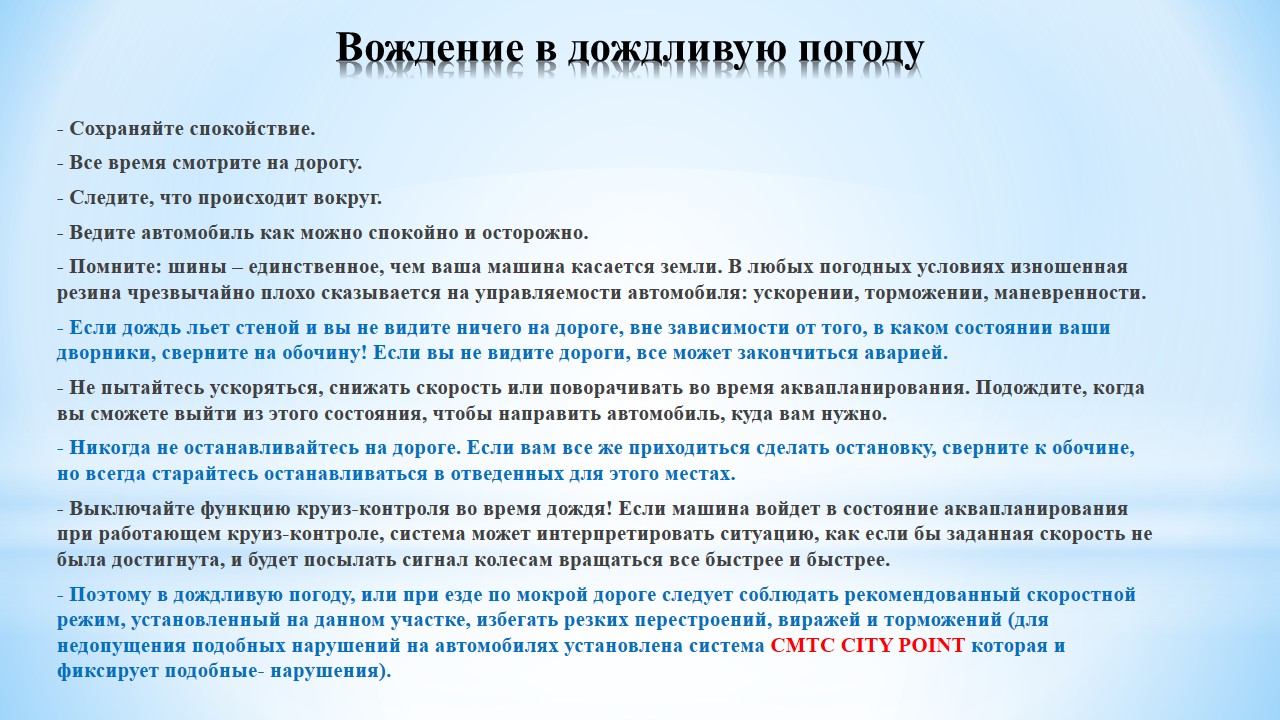 Вождение в дождливую погоду
- Сохраняйте спокойствие.
- Все время смотрите на дорогу.
- Следите, что происходит вокруг.
- Ведите автомобиль как можно спокойно и осторожно.
- Помните: шины – единственное, чем ваша машина касается земли. В любых погодных условиях изношенная
резина чрезвычайно плохо сказывается на управляемости автомобиля: ускорении, торможении, маневренности.
- Если дождь льет стеной и вы не видите ничего на дороге, вне зависимости от того, в каком состоянии ваши
дворники, сверните на обочину! Если вы не видите дороги, все может закончиться аварией.
- Не пытайтесь ускоряться, снижать скорость или поворачивать во время аквапланирования. Подождите, когда
вы сможете выйти из этого состояния, чтобы направить автомобиль, куда вам нужно.
- Никогда не останавливайтесь на дороге. Если вам все же приходиться сделать остановку, сверните к обочине,
но всегда старайтесь останавливаться в отведенных для этого местах.
- Выключайте функцию круиз-контроля во время дождя! Если машина войдет в состояние аквапланирования
при работающем круиз-контроле, система может интерпретировать ситуацию, как если бы заданная скорость не
была достигнута, и будет посылать сигнал колесам вращаться все быстрее и быстрее.
- Поэтому в дождливую погоду, или при езде по мокрой дороге следует соблюдать рекомендованный скоростной
режим, установленный на данном участке, избегать резких перестроений, виражей и торможений (для
недопущения подобных нарушений на автомобилях установлена система СМТС CITY POINT которая и
фиксирует подобные- нарушения).